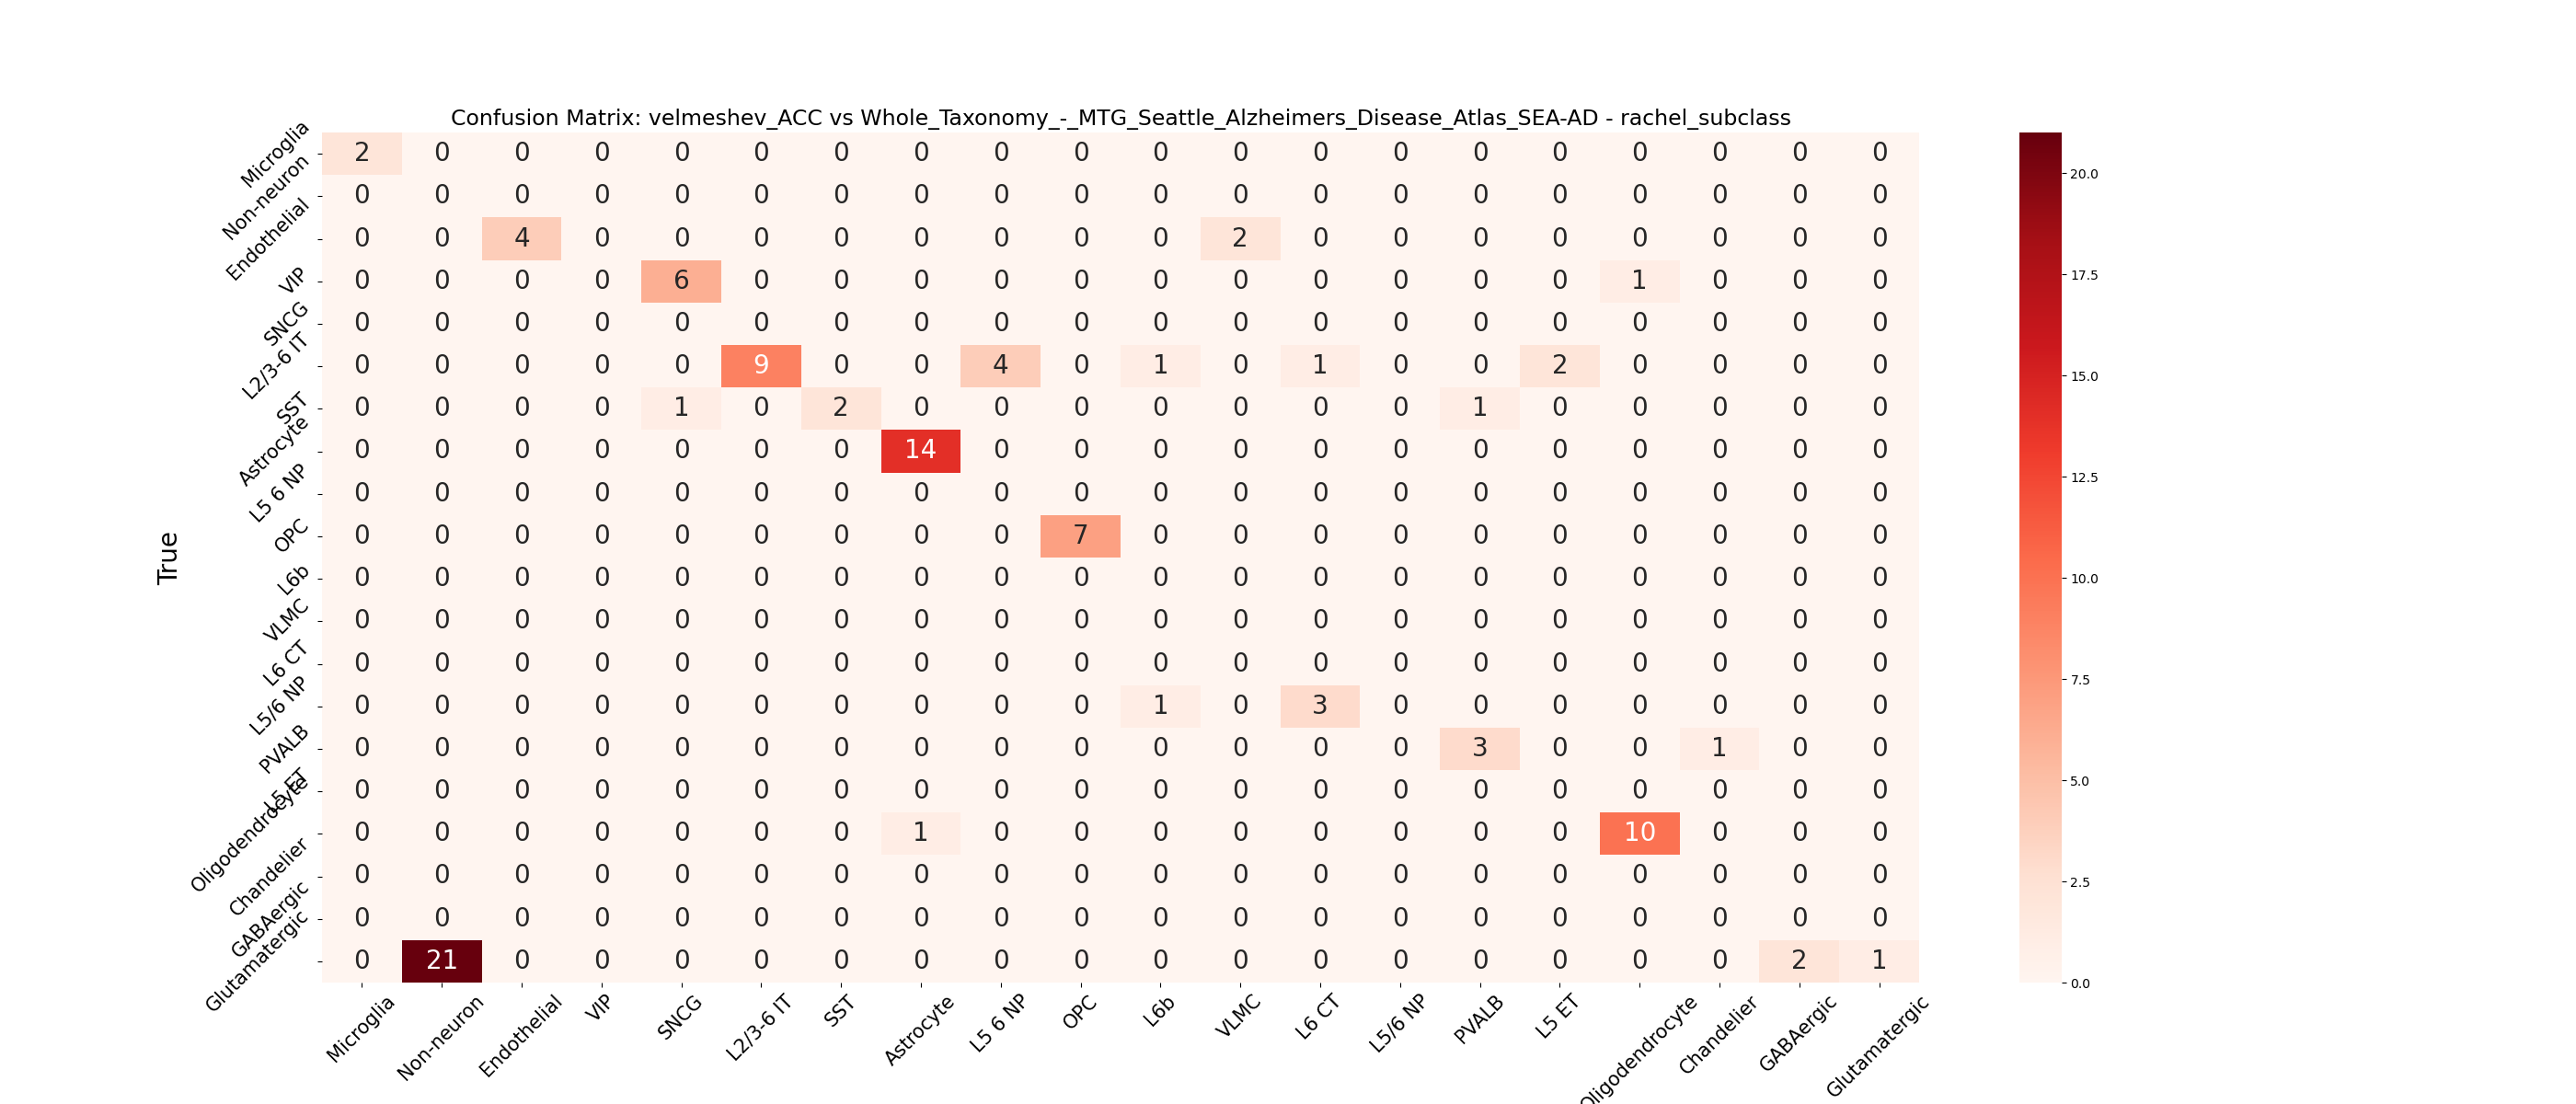 Confusion Matrix: velmeshev_ACC vs Whole_Taxonomy_-_MTG_Seattle_Alzheimers_Disease_Atlas_SEA-AD - rachel_subclass
True
Microglia 2 0 0 0 0 0 0 0 0 0 0 0 0 0 0 0 0 0 0 0
Non-neuron 0 0 0 0 0 0 0 0 0 0 0 0 0 0 0 0 0 0 0 0
Endothelial 0 0 4 0 0 0 0 0 0 0 0 2 0 0 0 0 0 0 0 0
VIP 0 0 0 0 6 0 0 0 0 0 0 0 0 0 0 0 1 0 0 0
SNCG 0 0 0 0 0 0 0 0 0 0 0 0 0 0 0 0 0 0 0 0
L2/3-6 IT 0 0 0 0 0 9 0 0 4 0 1 0 1 0 0 2 0 0 0 0
SST 0 0 0 0 1 0 2 0 0 0 0 0 0 0 1 0 0 0 0 0
Astrocyte 0 0 0 0 0 0 0 14 0 0 0 0 0 0 0 0 0 0 0 0
L5 6 NP 0 0 0 0 0 0 0 0 0 0 0 0 0 0 0 0 0 0 0 0
OPC 0 0 0 0 0 0 0 0 0 7 0 0 0 0 0 0 0 0 0 0
L6b 0 0 0 0 0 0 0 0 0 0 0 0 0 0 0 0 0 0 0 0
VLMC 0 0 0 0 0 0 0 0 0 0 0 0 0 0 0 0 0 0 0 0
L6 CT 0 0 0 0 0 0 0 0 0 0 0 0 0 0 0 0 0 0 0 0
L5/6 NP 0 0 0 0 0 0 0 0 0 0 1 0 3 0 0 0 0 0 0 0
PVALB 0 0 0 0 0 0 0 0 0 0 0 0 0 0 3 0 0 1 0 0
L5 ET 0 0 0 0 0 0 0 0 0 0 0 0 0 0 0 0 0 0 0 0
Oligodendrocyte 0 0 0 0 0 0 0 1 0 0 0 0 0 0 0 0 10 0 0 0
Chandelier 0 0 0 0 0 0 0 0 0 0 0 0 0 0 0 0 0 0 0 0
GABAergic 0 0 0 0 0 0 0 0 0 0 0 0 0 0 0 0 0 0 0 0
Glutamatergic 0 21 0 0 0 0 0 0 0 0 0 0 0 0 0 0 0 0 2 1
Microglia Non-neuron Endothelial VIP SNCG L2/3-6 IT SST Astrocyte L5 6 NP OPC L6b VLMC L6 CT L5/6 NP PVALB L5 ET Oligodendrocyte Chandelier GABAergic Glutamatergic
20.0
17.5
15.0
12.5
10.0
7.5
5.0
2.5
0.0